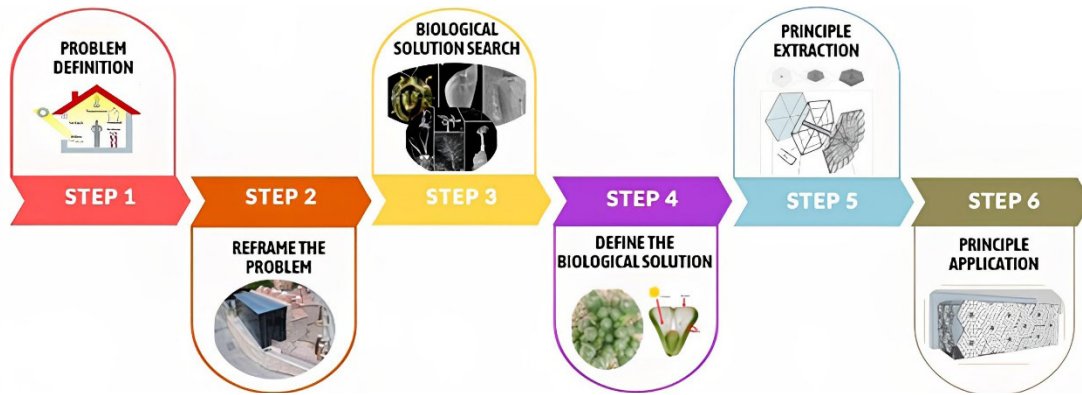 PROBLEM
DEFINITION
STEP 1
STEP 2
REFRAME THE
PROBLEM
BIOLOGICAL
SOLUTION SEARCH
STEP 3
STEP 4
DEFINE THE
BIOLOGICAL SOLUTION
PRINCIPLE
EXTRACTION
STEP 5
STEP 6
PRINCIPLE
APPLICATION